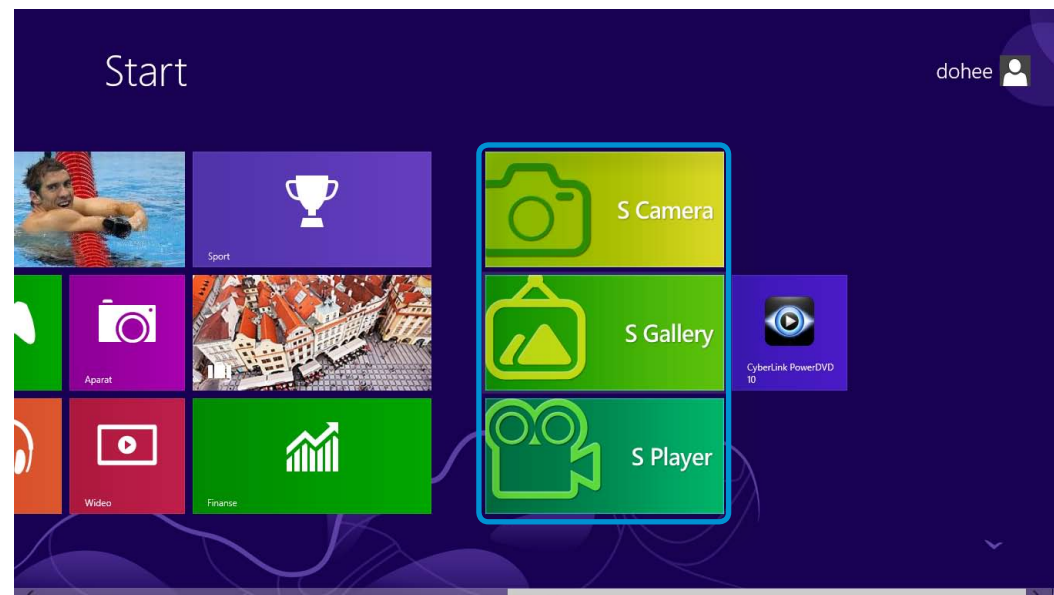 Start
dohee
Sport
S Camera
Aparat
S Gallery
CyberLink PowerDVD
10
Wideo
Finanse
S Player